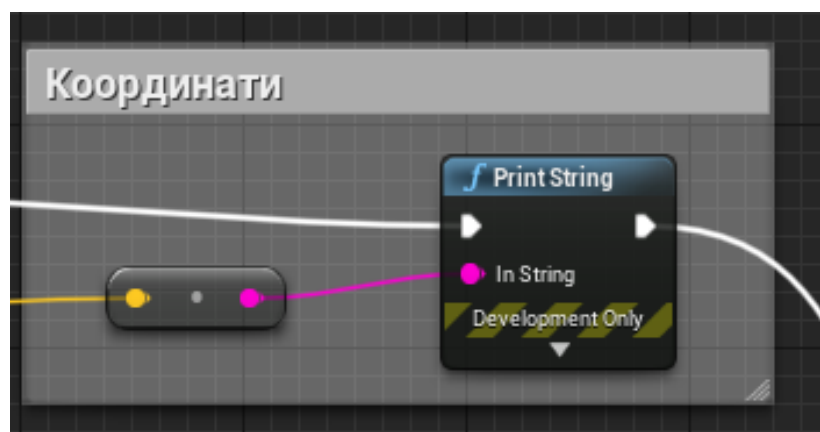 Координати
f Print String
In String
Development Only